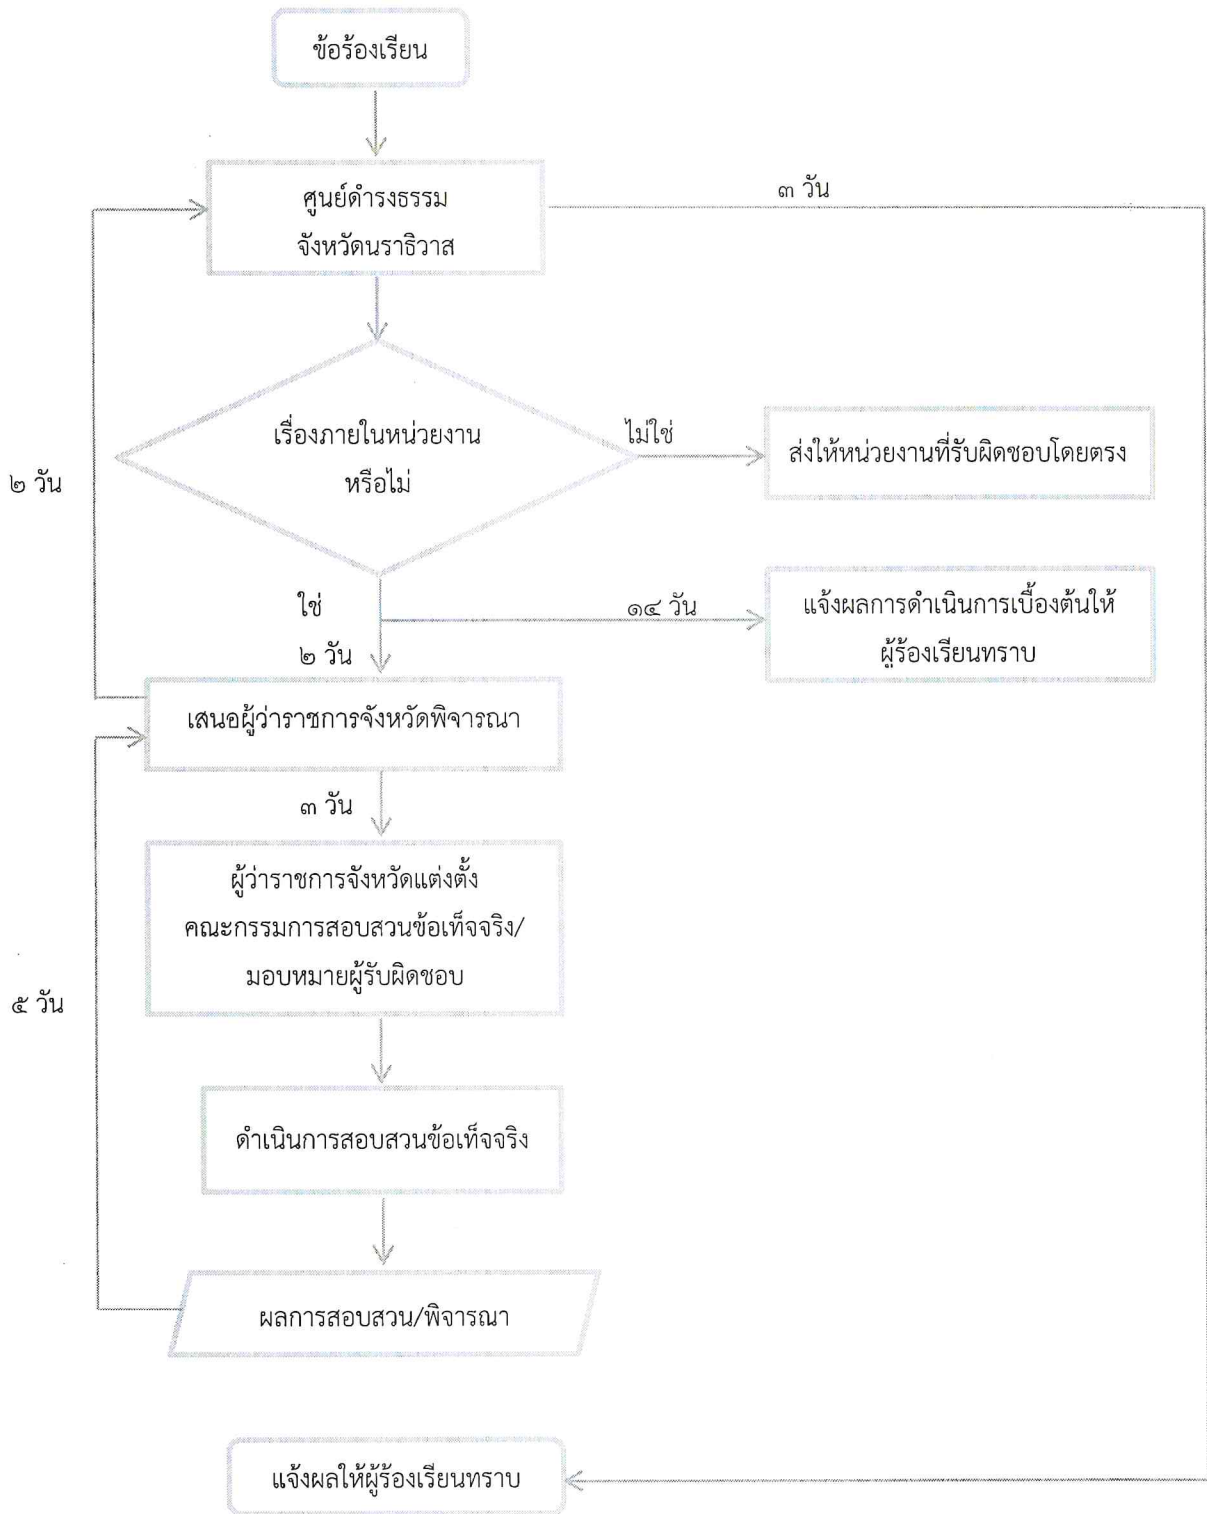 ข้อร้องเรียน
ศูนย์ดำรงธรรม
จังหวัดนราธิวาส
๓ วัน
เรื่องภายในหน่วยงาน
หรือไม่
ไม่ใช่
ส่งให้หน่วยงานที่รับผิดชอบโดยตรง
๒ วัน
ใช่
๑๔ วัน
แจ้งผลการดำเนินการเบื้องต้นให้
ผู้ร้องเรียนทราบ
๒ วัน
เสนอผู้ว่าราชการจังหวัดพิจารณา
๓ วัน
ผู้ว่าราชการจังหวัดแต่งตั้ง
คณะกรรมการสอบสวนข้อเท็จจริง/
มอบหมายผู้รับผิดชอบ
๕ วัน
ดำเนินการสอบสวนข้อเท็จจริง
ผลการสอบสวน/พิจารณา
แจ้งผลให้ผู้ร้องเรียนทราบ